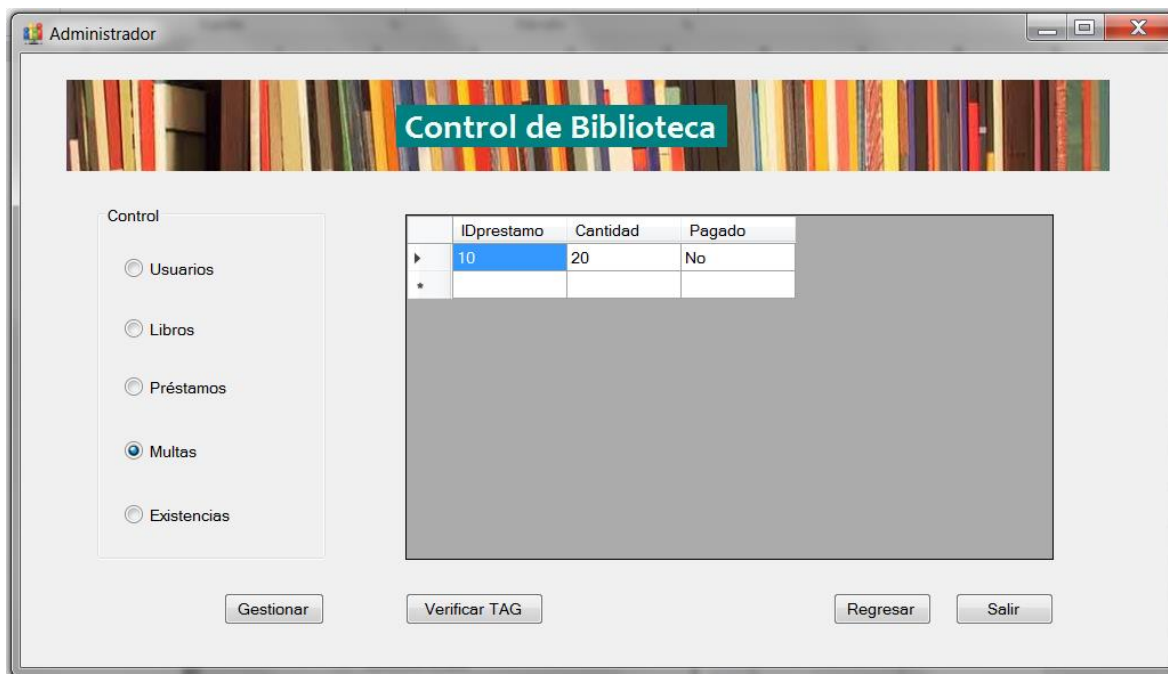 Administrador
Control de Biblioteca
Control
Usuarios
Libros
Préstamos
Multas
Existencias
IDprestamo Cantidad Pagado
10 20 No
Gestionar Verificar TAG Regresar Salir